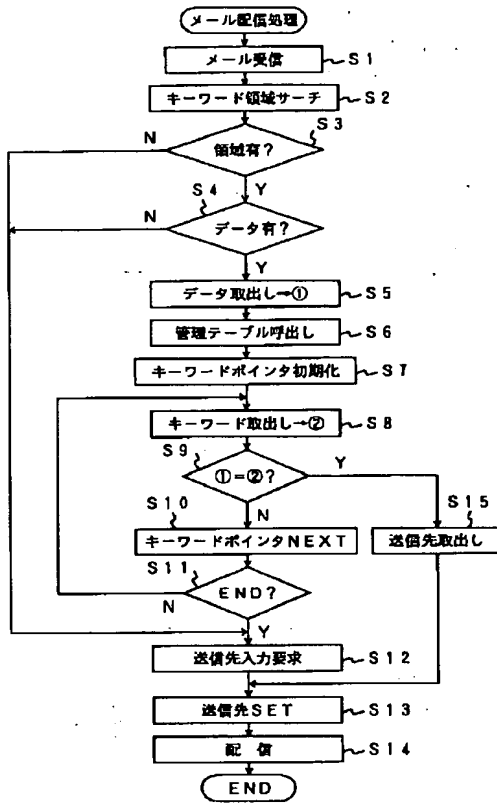 メール配信処理
メール受信 S1
キーワード領域サーチ S2
S3
N 領域有?
Y
S4
N データ有?
Y
データ取出し→① S5
管理テーブル呼出し S6
キーワードポインタ初期化 S7
キーワード取出し→② S8
S9
①=②? Y
S10 N S15
キーワードポインタNEXT 送信先取出し
S11
N END?
Y
送信先入力要求 S12
送信先SET S13
配信 S14
END